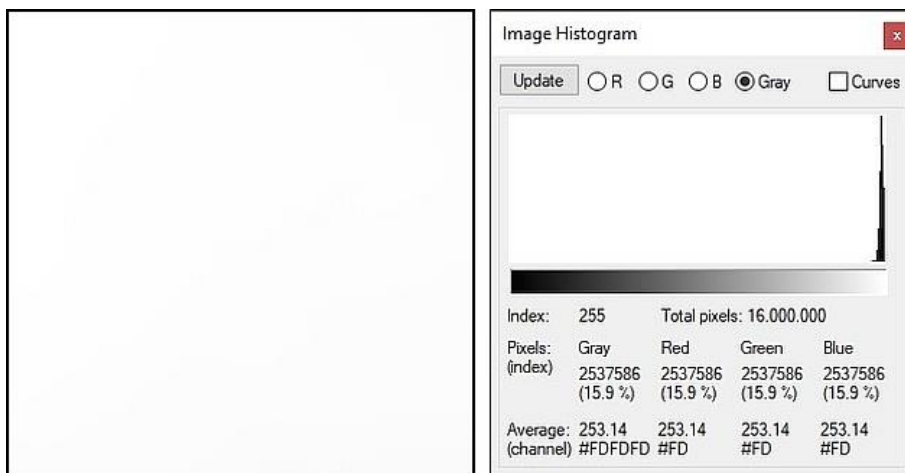 Image Histogram
x
Update R G B Gray Curves
Index: 255 Total pixels: 16.000.000
Pixels: Gray Red Green Blue
(index) 2537586 2537586 2537586 2537586
(15.9 %) (15.9 %) (15.9 %) (15.9 %)
Average: 253.14 253.14 253.14 253.14
(channel) #FDFDFD #FD #FD #FD